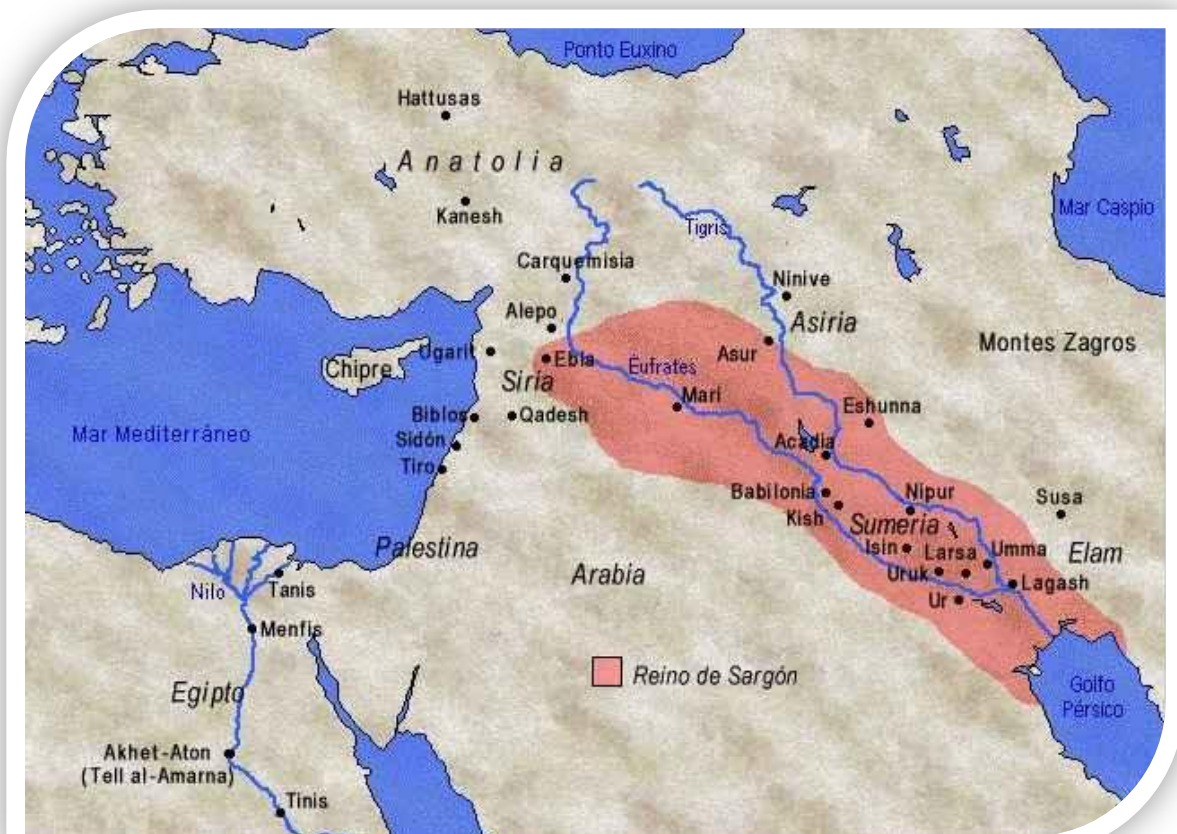 Ponto Euxino
Hattusas
Anatolia
Kanesh
Tigris
Mar Caspio
Carquemisia
Ninive
Alepo
Asiria
Montes Zagros
Asur
Ugarit
Ebla
Chipre
Siria
Éufrates
Mari
Eshunna
Biblos
Qadesh
Mar Mediterráneo
Sidón
Acadia
Tiro
Babilonia
Nipur
Susa
Kish
Sumeria
Palestina
Isin
Larsa
Umma
Elam
Arabia
Uruk
Lagash
Nilo
Tanis
Ur
Menfis
Reino de Sargón
Egipto
Golfo
Pérsico
Akhet-Aton
(Tell al-Amarna)
Tinis